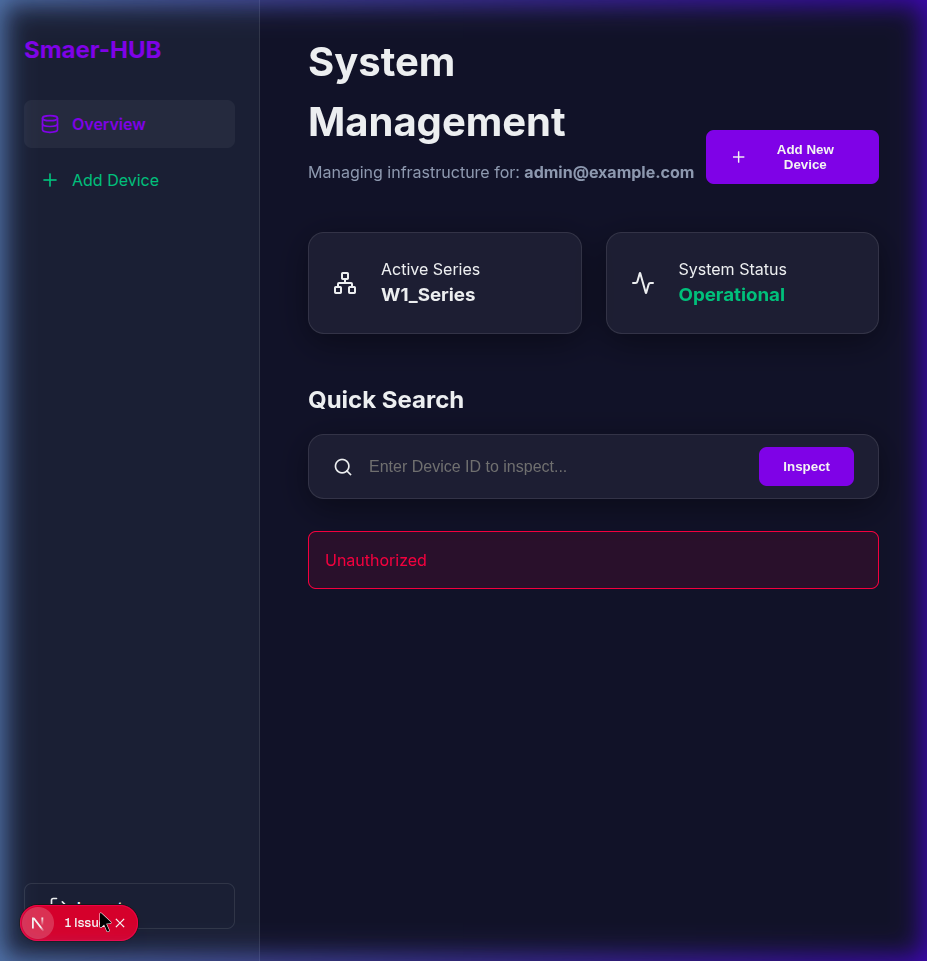 Smaer-HUB
Overview
Add Device
System
Management
Managing infrastructure for: admin@example.com
Add New
Device
Active Series
W1_Series
System Status
Operational
Quick Search
Enter Device ID to inspect...
Inspect
Unauthorized
N
1